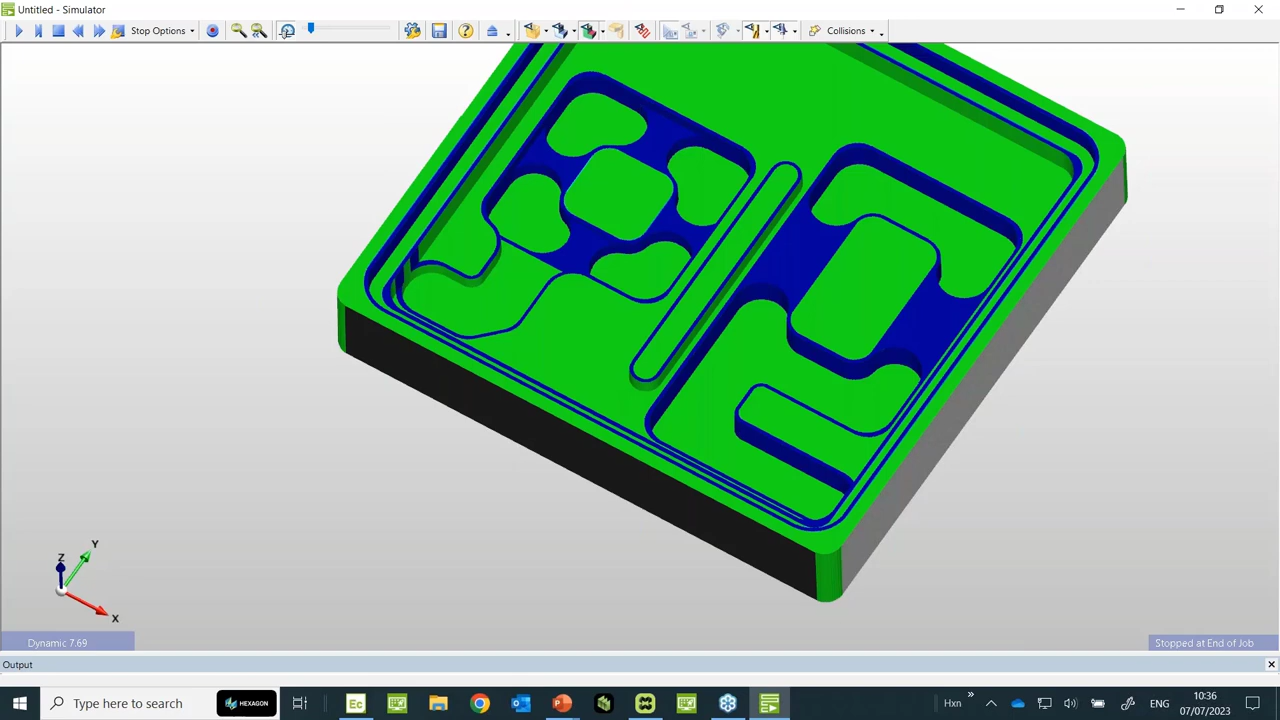 Untitled - Simulator
Stop Options
Collisions
Z
Y
X
Dynamic 7.69
Stopped at End of Job
Output
Type here to search
HEXAGON
Ec
Hxn
ENG
10:36
07/07/2023